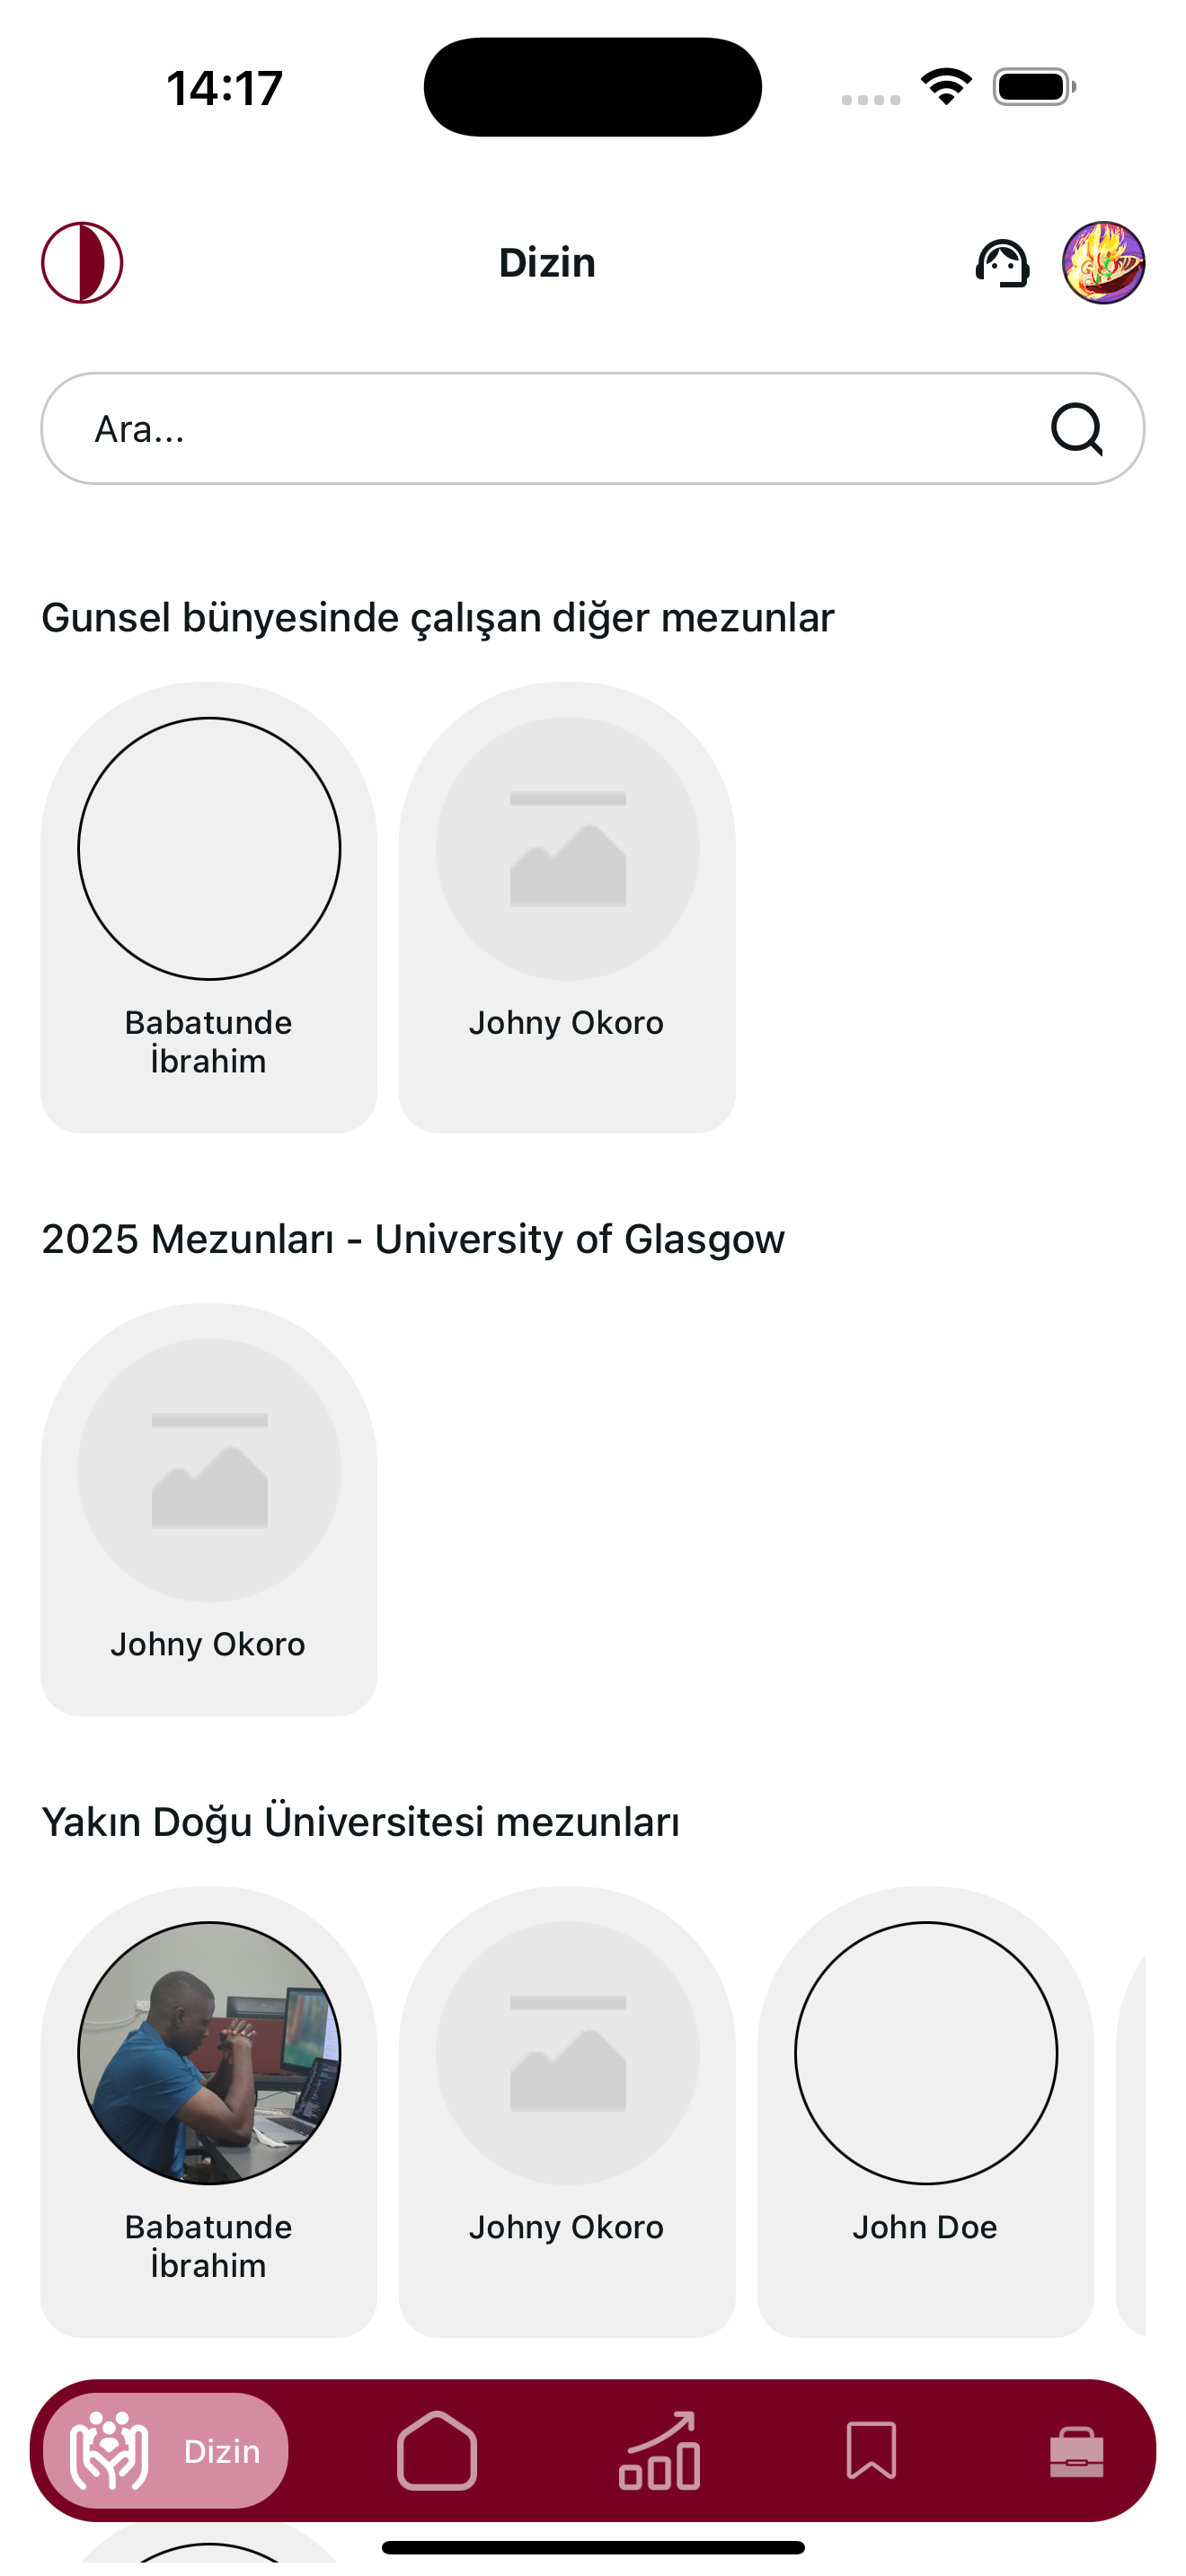 14:17
Dizin
Ara...
Gunsel bünyesinde çalışan diğer mezunlar
Babatunde
İbrahim
Johny Okoro
2025 Mezunları - University of Glasgow
Johny Okoro
Yakın Doğu Üniversitesi mezunları
Babatunde
İbrahim
Johny Okoro
John Doe
Dizin